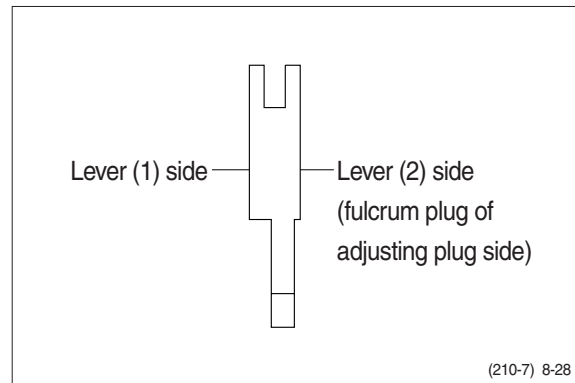 Lever (1) side
Lever (2) side
(fulcrum plug of
adjusting plug side)
(210-7) 8-28